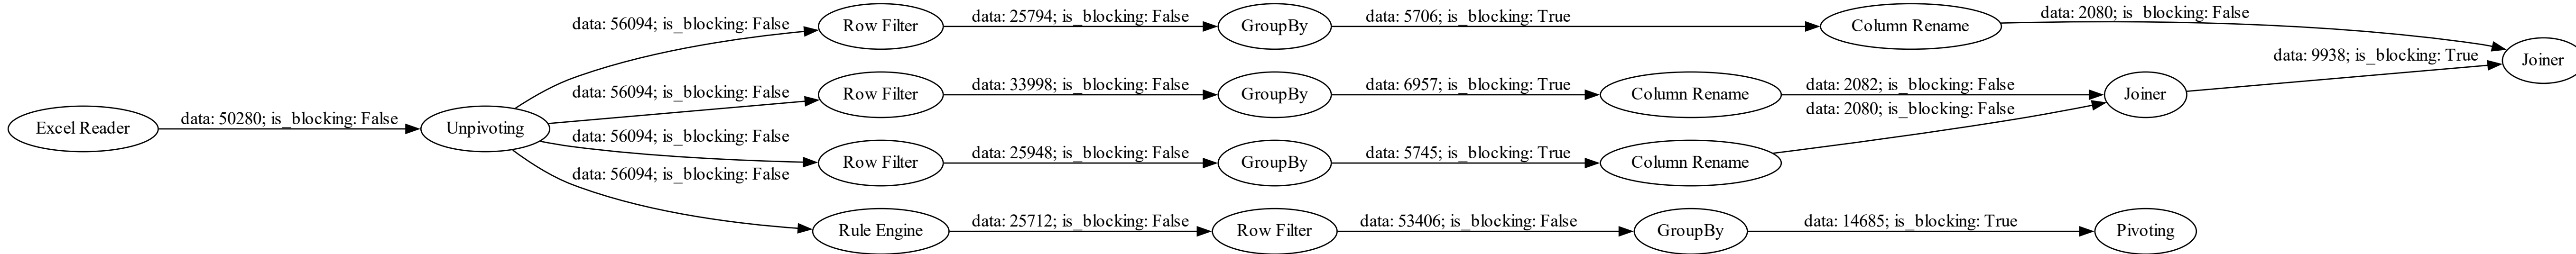 data: 56094; is_blocking: False
Row Filter
data: 25794; is_blocking: False
GroupBy
data: 5706; is_blocking: True
Column Rename
data: 2080; is_blocking: False
data: 9938; is_blocking: True
Joiner
data: 56094; is_blocking: False
Row Filter
data: 33998; is_blocking: False
GroupBy
data: 6957; is_blocking: True
Column Rename
data: 2082; is_blocking: False
Joiner
data: 2080; is_blocking: False
Excel Reader
data: 50280; is_blocking: False
Unpivoting
data: 56094; is_blocking: False
Row Filter
data: 25948; is_blocking: False
GroupBy
data: 5745; is_blocking: True
Column Rename
data: 56094; is_blocking: False
Rule Engine
data: 25712; is_blocking: False
Row Filter
data: 53406; is_blocking: False
GroupBy
data: 14685; is_blocking: True
Pivoting